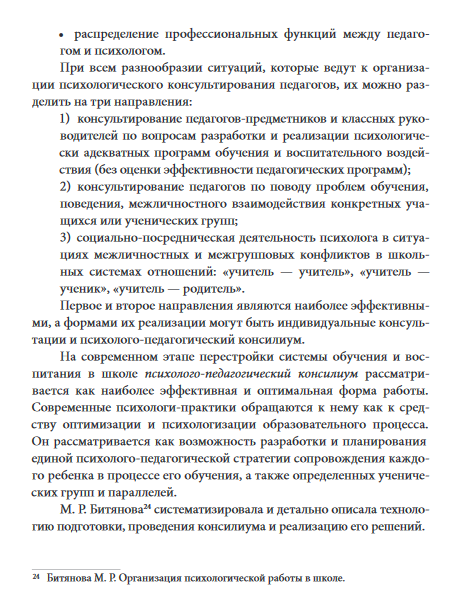 • распределение профессиональных функций между педаго-
гом и психологом.
При всем разнообразии ситуаций, которые ведут к организа-
ции психологического консультирования педагогов, их можно раз-
делить на три направления:
1) консультирование педагогов-предметников и классных руко-
водителей по вопросам разработки и реализации психологиче-
ски адекватных программ обучения и воспитательного воздей-
ствия (без оценки эффективности педагогических программ);
2) консультирование педагогов по поводу проблем обучения,
поведения, межличностного взаимодействия конкретных уча-
щихся или ученических групп;
3) социально-посредническая деятельность психолога в ситуа-
циях межличностных и межгрупповых конфликтов в школь-
ных системах отношений: «учитель — учитель», «учитель —
ученик», «учитель — родитель».
Первое и второе направления являются наиболее эффективны-
ми, а формами их реализации могут быть индивидуальные консуль-
тации и психолого-педагогический консилиум.
На современном этапе перестройки системы обучения и вос-
питания в школе психолого-педагогический консилиум рассматри-
вается как наиболее эффективная и оптимальная форма работы.
Современные психологи-практики обращаются к нему как к сред-
ству оптимизации и психологизации образовательного процесса.
Он рассматривается как возможность разработки и планирования
единой психолого-педагогической стратегии сопровождения каждо-
го ребенка в процессе его обучения, а также определенных учениче-
ских групп и параллелей.
М. Р. Битянова²⁴ систематизировала и детально описала техноло-
гию подготовки, проведения консилиума и реализацию его решений.
²⁴ Битянова М. Р. Организация психологической работы в школе.